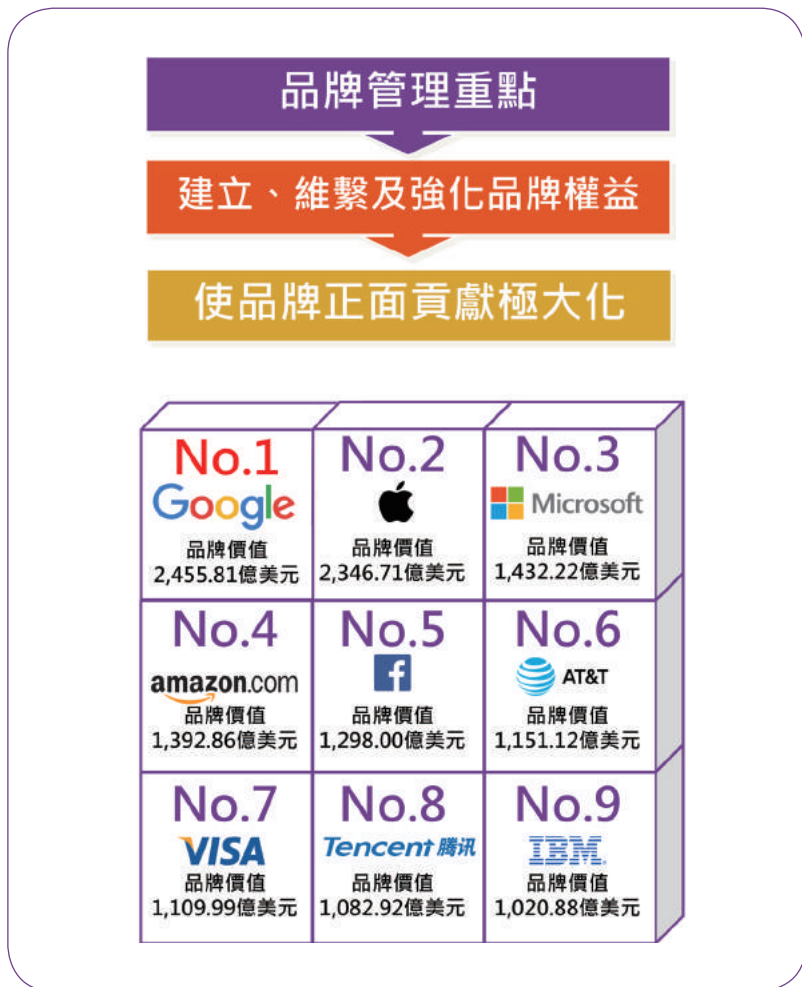 品牌管理重點
建立、維繫及強化品牌權益
使品牌正面貢獻極大化
No.1
Google
品牌價值
2,455.81億美元
No.2
品牌價值
2,346.71億美元
No.3
Microsoft
品牌價值
1,432.22億美元
No.4
amazon.com
品牌價值
1,392.86億美元
No.5
f
品牌價值
1,298.00億美元
No.6
AT&T
品牌價值
1,151.12億美元
No.7
VISA
品牌價值
1,109.99億美元
No.8
Tencent 腾讯
品牌價值
1,082.92億美元
No.9
IBM
品牌價值
1,020.88億美元